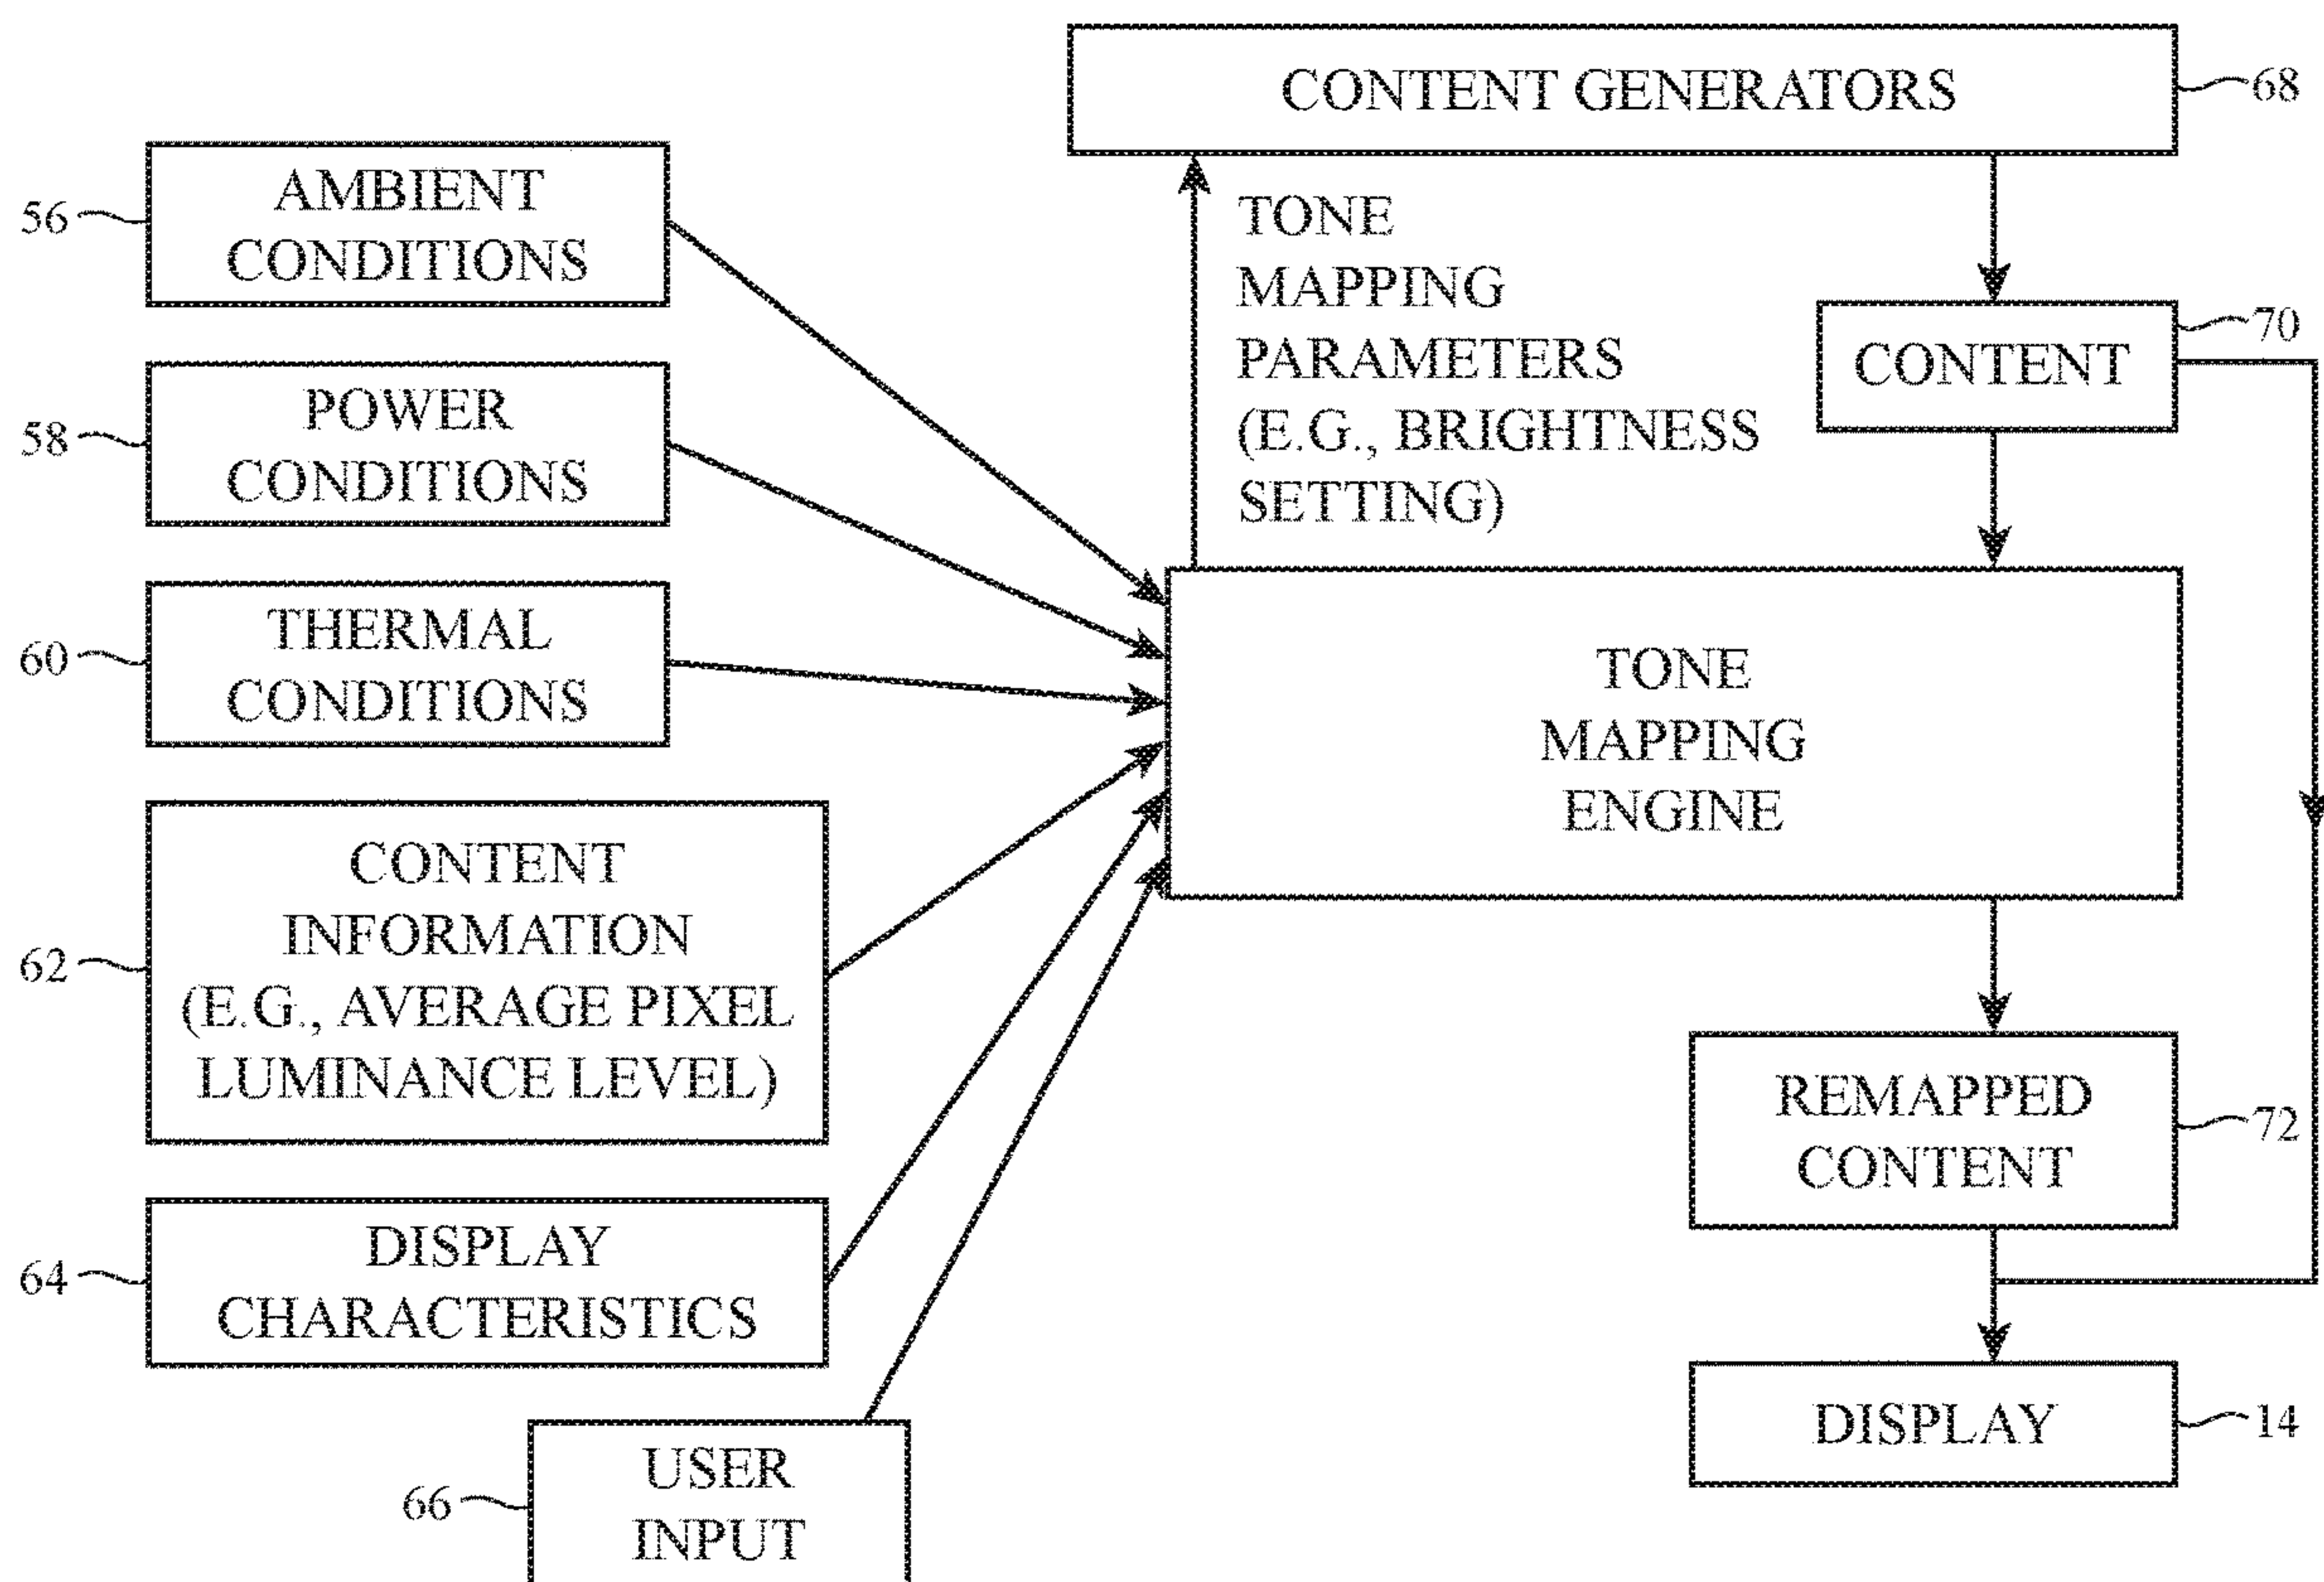 CONTENT GENERATORS
68
AMBIENT
CONDITIONS
56
TONE
MAPPING
PARAMETERS
(E.G., BRIGHTNESS
SETTING)
CONTENT
70
POWER
CONDITIONS
58
THERMAL
CONDITIONS
60
TONE
MAPPING
ENGINE
CONTENT
INFORMATION
(E.G., AVERAGE PIXEL
LUMINANCE LEVEL)
62
REMAPPED
CONTENT
72
DISPLAY
CHARACTERISTICS
64
DISPLAY
14
USER
INPUT
66